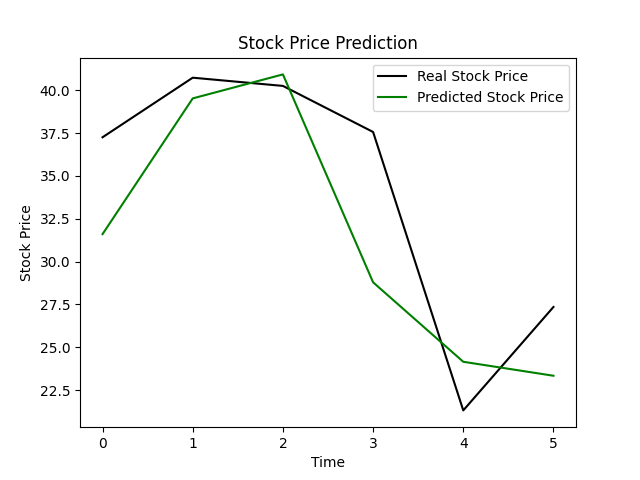 Stock Price Prediction
Real Stock Price
Predicted Stock Price
40.0
37.5
35.0
32.5
30.0
27.5
25.0
22.5
Stock Price
0 1 2 3 4 5
Time